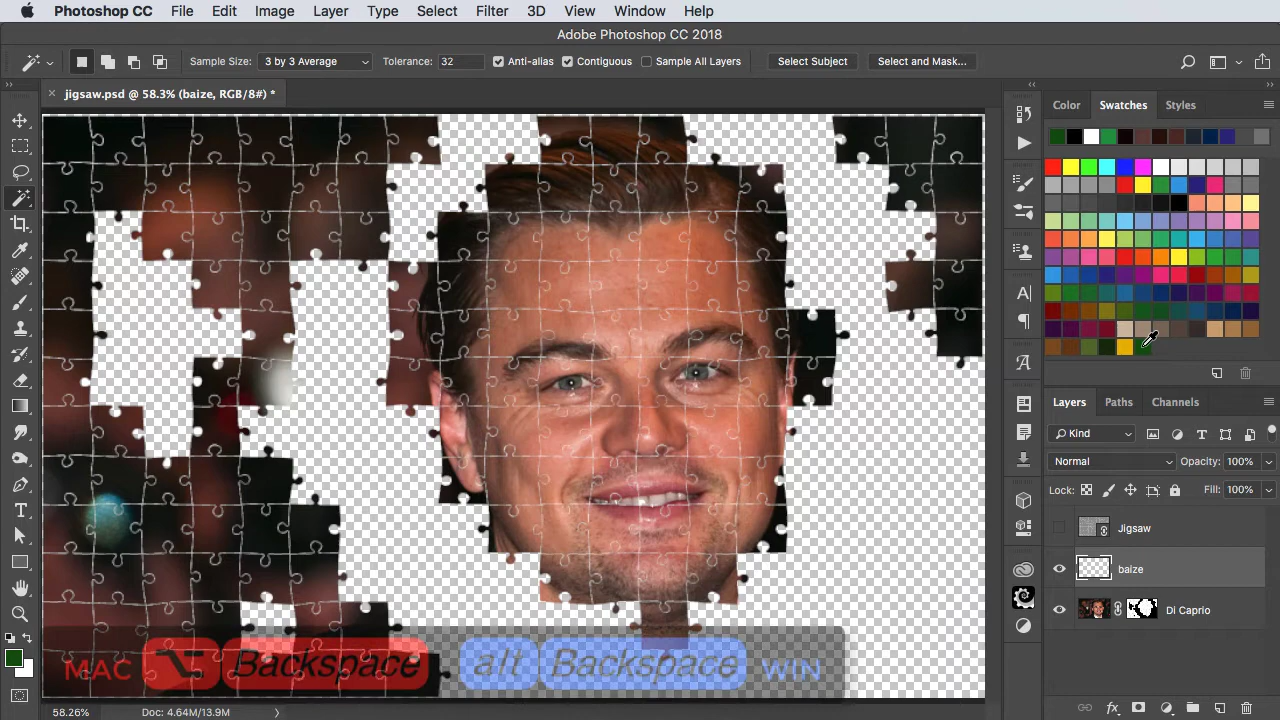 Photoshop CC File Edit Image Layer Type Select Filter 3D View Window Help
Adobe Photoshop CC 2018
Sample Size: 3 by 3 Average Tolerance: 32 Anti-alias Contiguous Sample All Layers Select Subject Select and Mask...
jigsaw.psd @ 58.3% (baize, RGB/8#) *
Color Swatches Styles
Layers Paths Channels
Kind
Normal Opacity: 100%
Lock: Fill: 100%
Jigsaw
baize
Di Caprio
MAC Backspace alt Backspace WIN
58.26% Doc: 4.64M/13.9M